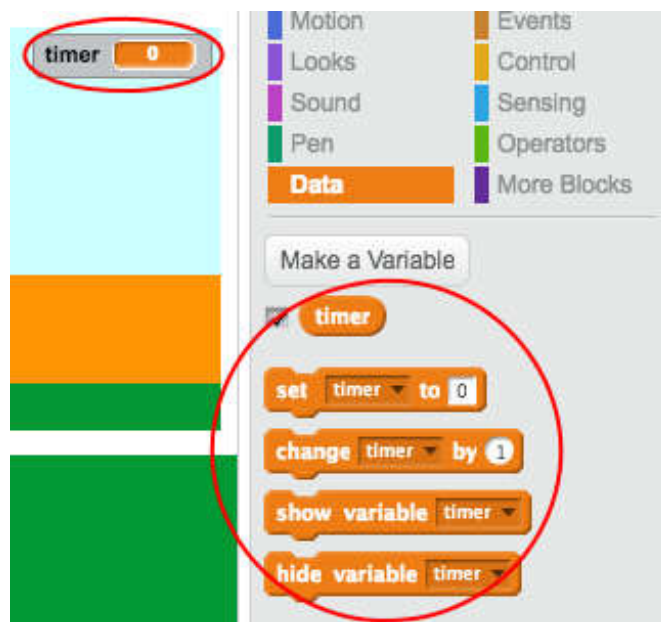 timer 0
Motion Events
Looks Control
Sound Sensing
Pen Operators
Data More Blocks
Make a Variable
timer
set timer to 0
change timer by 1
show variable timer
hide variable timer